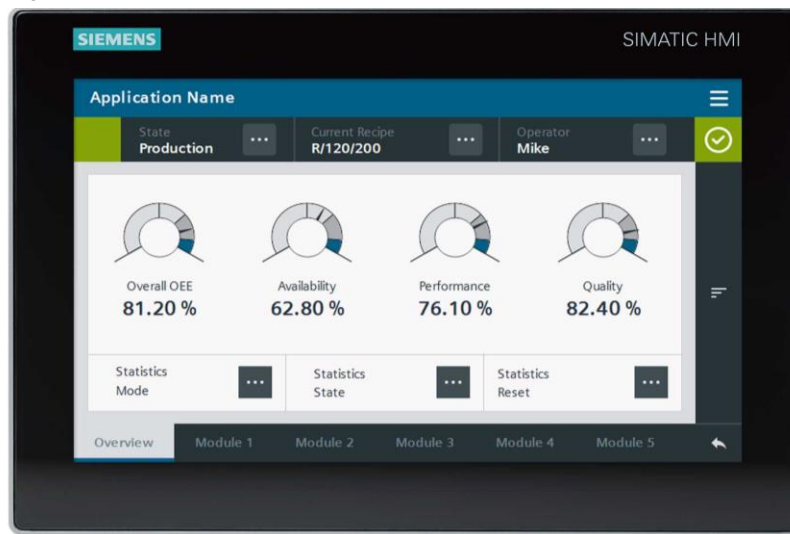 SIEMENS
SIMATIC HMI
Application Name
State
Production
...
Current Recipe
R/120/200
...
Operator
Mike
...
Overall OEE
81.20 %
Availability
62.80 %
Performance
76.10 %
Quality
82.40 %
Statistics
Mode
...
Statistics
State
...
Statistics
Reset
...
Overview
Module 1
Module 2
Module 3
Module 4
Module 5